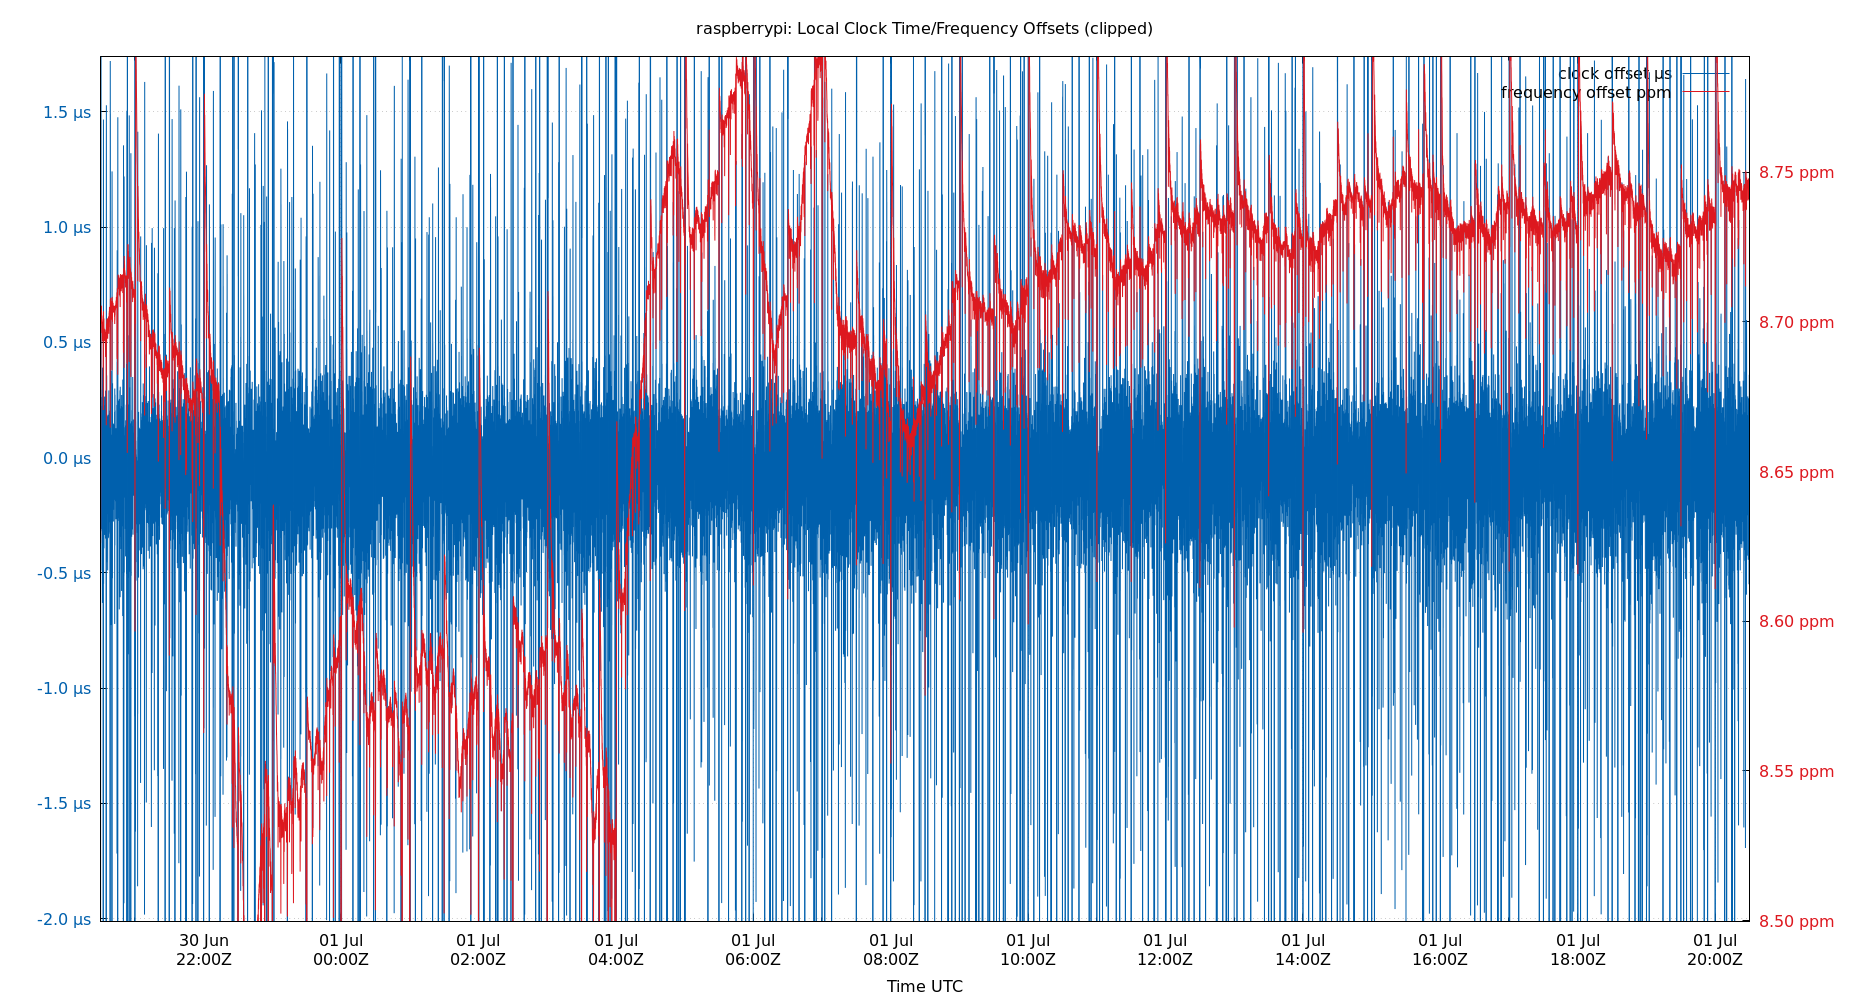 raspberrypi: Local Clock Time/Frequency Offsets (clipped)
clock offset µs
frequency offset ppm
1.5 µs
1.0 µs
0.5 µs
0.0 µs
-0.5 µs
-1.0 µs
-1.5 µs
-2.0 µs
8.75 ppm
8.70 ppm
8.65 ppm
8.60 ppm
8.55 ppm
8.50 ppm
30 Jun 01 Jul 01 Jul 01 Jul 01 Jul 01 Jul 01 Jul 01 Jul 01 Jul 01 Jul 01 Jul 01 Jul
22:00Z 00:00Z 02:00Z 04:00Z 06:00Z 08:00Z 10:00Z 12:00Z 14:00Z 16:00Z 18:00Z 20:00Z
Time UTC